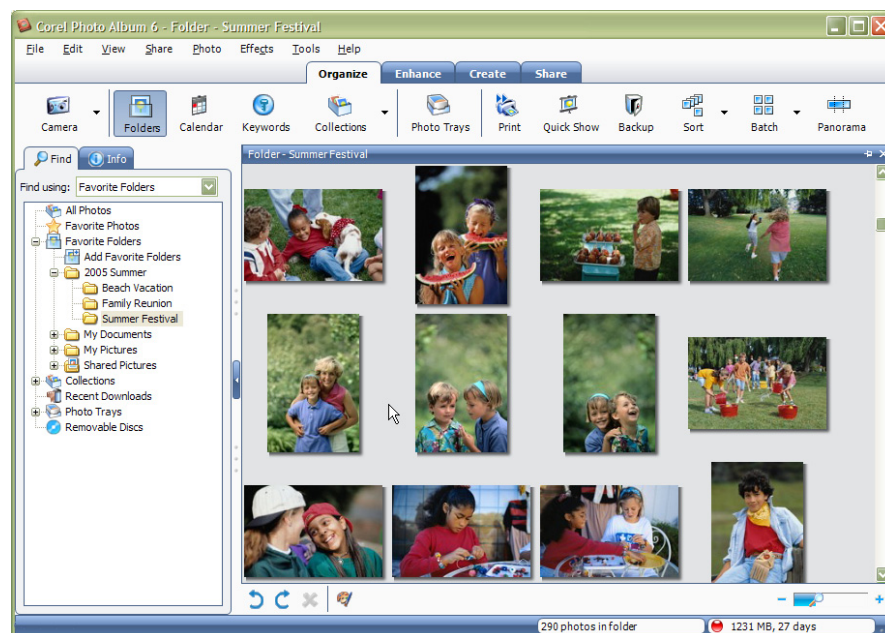 Corel Photo Album 6 - Folder - Summer Festival
File Edit View Share Photo Effects Tools Help
Organize Enhance Create Share
Camera Folders Calendar Keywords Collections Photo Trays Print Quick Show Backup Sort Batch Panorama
Find Info
Folder - Summer Festival
Find using: Favorite Folders
All Photos
Favorite Photos
Favorite Folders
Add Favorite Folders
2005 Summer
Beach Vacation
Family Reunion
Summer Festival
My Documents
My Pictures
Shared Pictures
Collections
Recent Downloads
Photo Trays
Removable Discs
290 photos in folder
1231 MB, 27 days